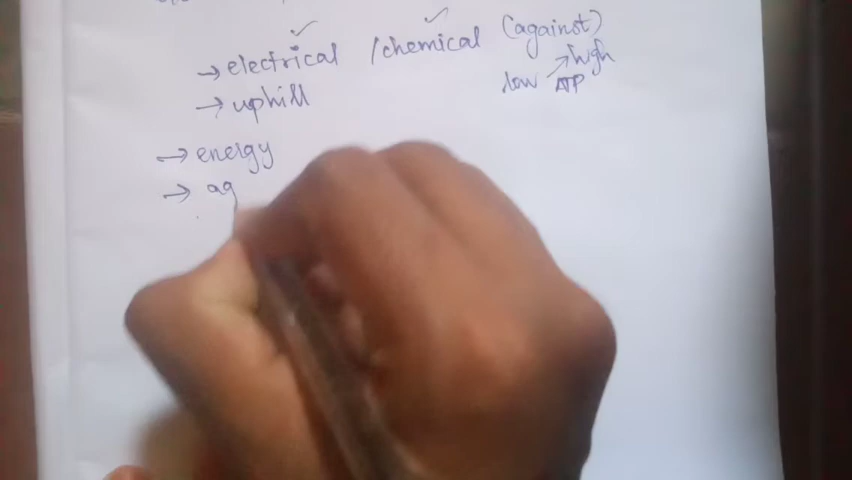 → electrical /chemical (against)
low → high
→ uphill ATP
→ energy
→ ag